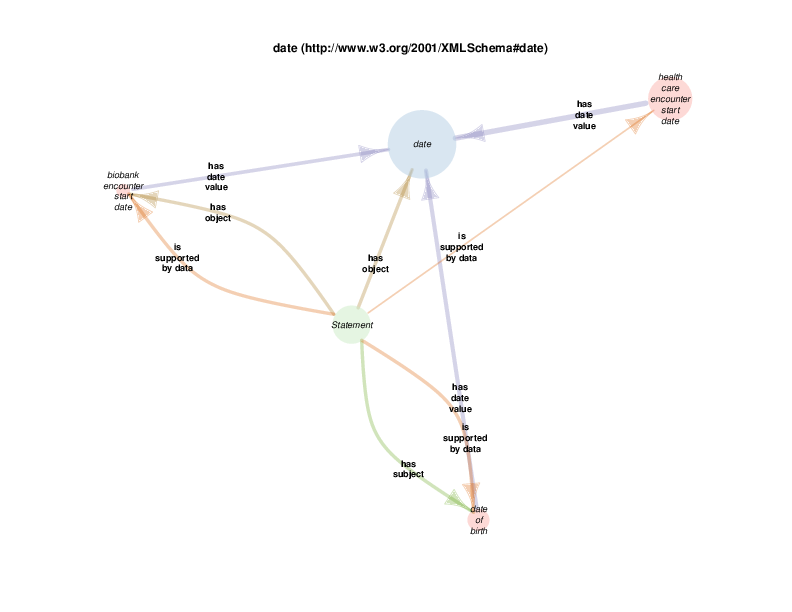 date (http://www.w3.org/2001/XMLSchema#date)
health
care
encounter
start
date
has
date
value
date
biobank
encounter
start
date
has
date
value
has
object
is
supported
by data
is
supported
by data
has
object
Statement
has
date
value
is
supported
by data
has
subject
date
of
birth